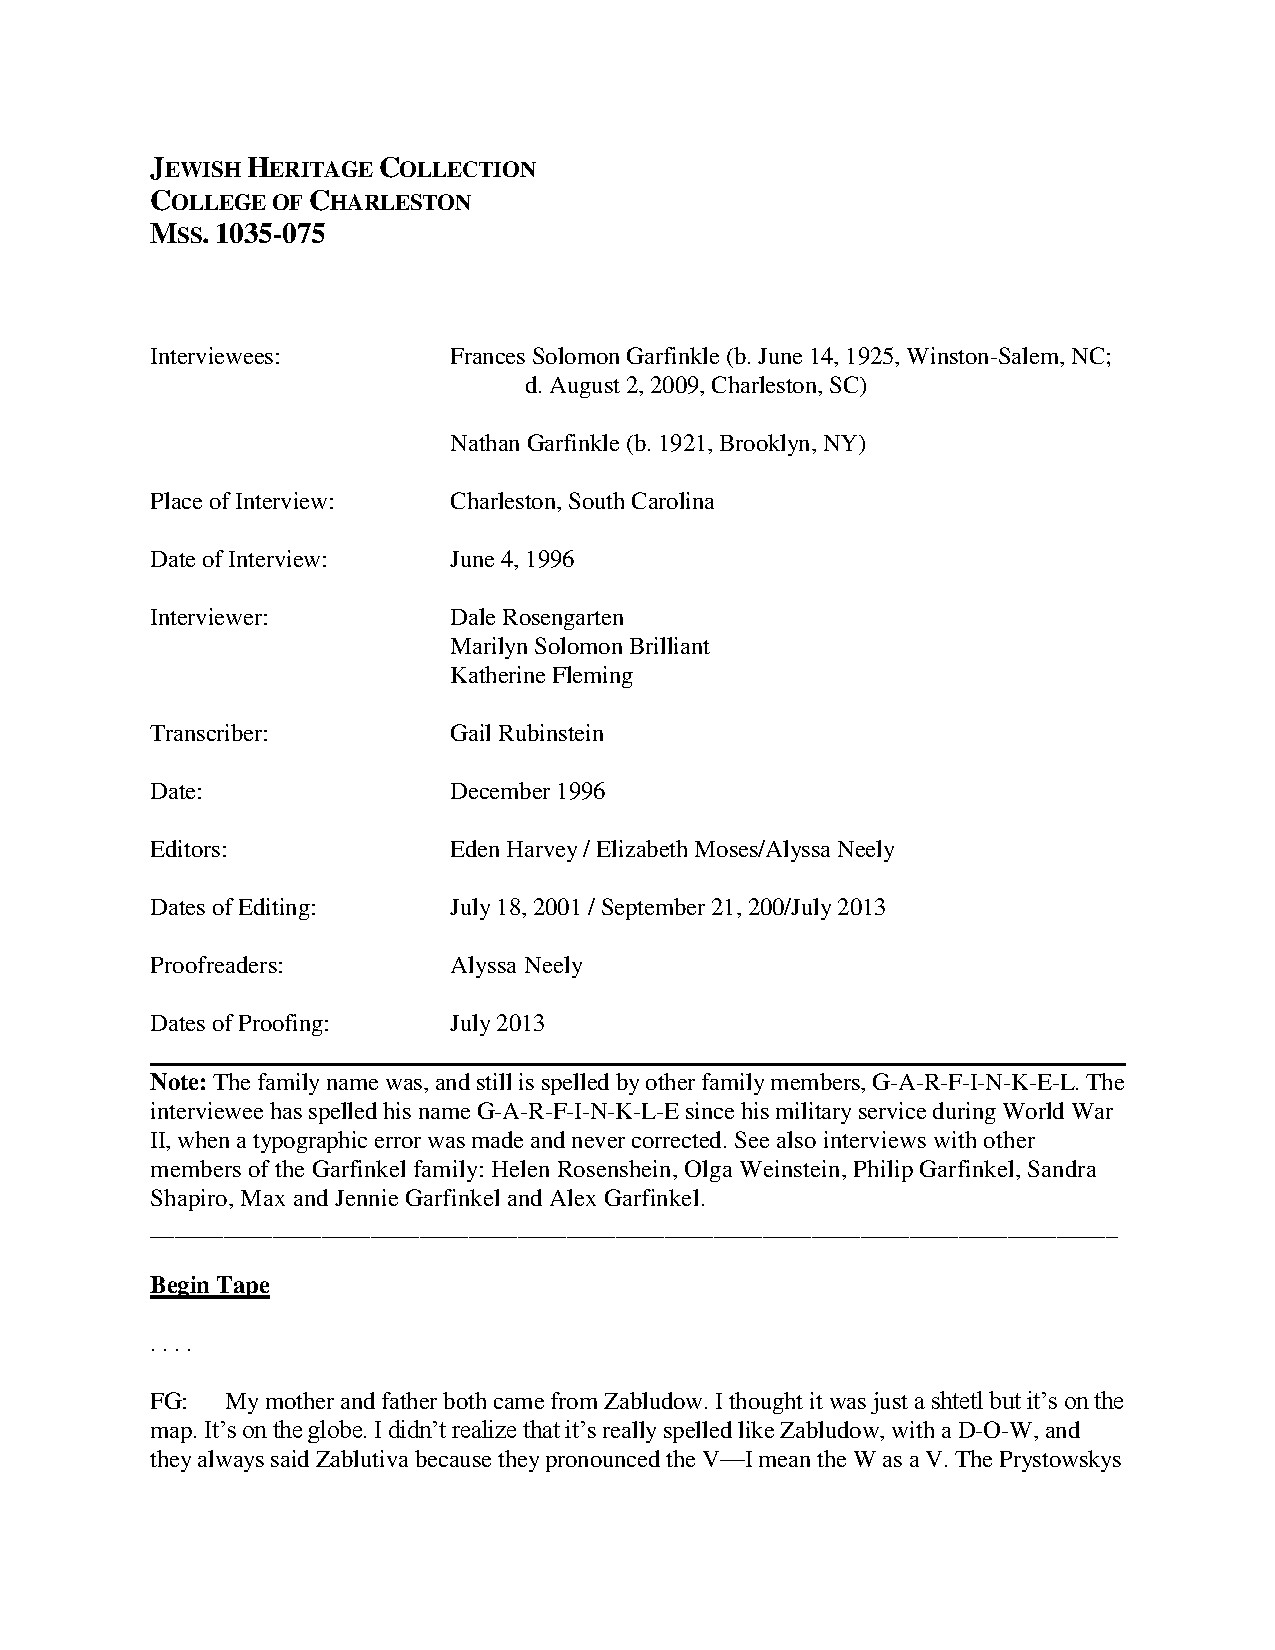 JEWISH HERITAGE COLLECTION
COLLEGE OF CHARLESTON
MSS. 1035-075
Interviewees: Frances Solomon Garfinkle (b. June 14, 1925, Winston-Salem, NC;
d. August 2, 2009, Charleston, SC)
Nathan Garfinkle (b. 1921, Brooklyn, NY)
Place of Interview: Charleston, South Carolina
Date of Interview: June 4, 1996
Interviewer: Dale Rosengarten
Marilyn Solomon Brilliant
Katherine Fleming
Transcriber: Gail Rubinstein
Date: December 1996
Editors: Eden Harvey / Elizabeth Moses/Alyssa Neely
Dates of Editing: July 18, 2001 / September 21, 200/July 2013
Proofreaders: Alyssa Neely
Dates of Proofing: July 2013
Note: The family name was, and still is spelled by other family members, G-A-R-F-I-N-K-E-L. The
interviewee has spelled his name G-A-R-F-I-N-K-L-E since his military service during World War
II, when a typographic error was made and never corrected. See also interviews with other
members of the Garfinkel family: Helen Rosenshein, Olga Weinstein, Philip Garfinkel, Sandra
Shapiro, Max and Jennie Garfinkel and Alex Garfinkel.
Begin Tape
. . . .
FG: My mother and father both came from Zabludow. I thought it was just a shtetl but it’s on the
map. It’s on the globe. I didn’t realize that it’s really spelled like Zabludow, with a D-O-W, and
they always said Zablutiva because they pronounced the V—I mean the W as a V. The Prystowskys